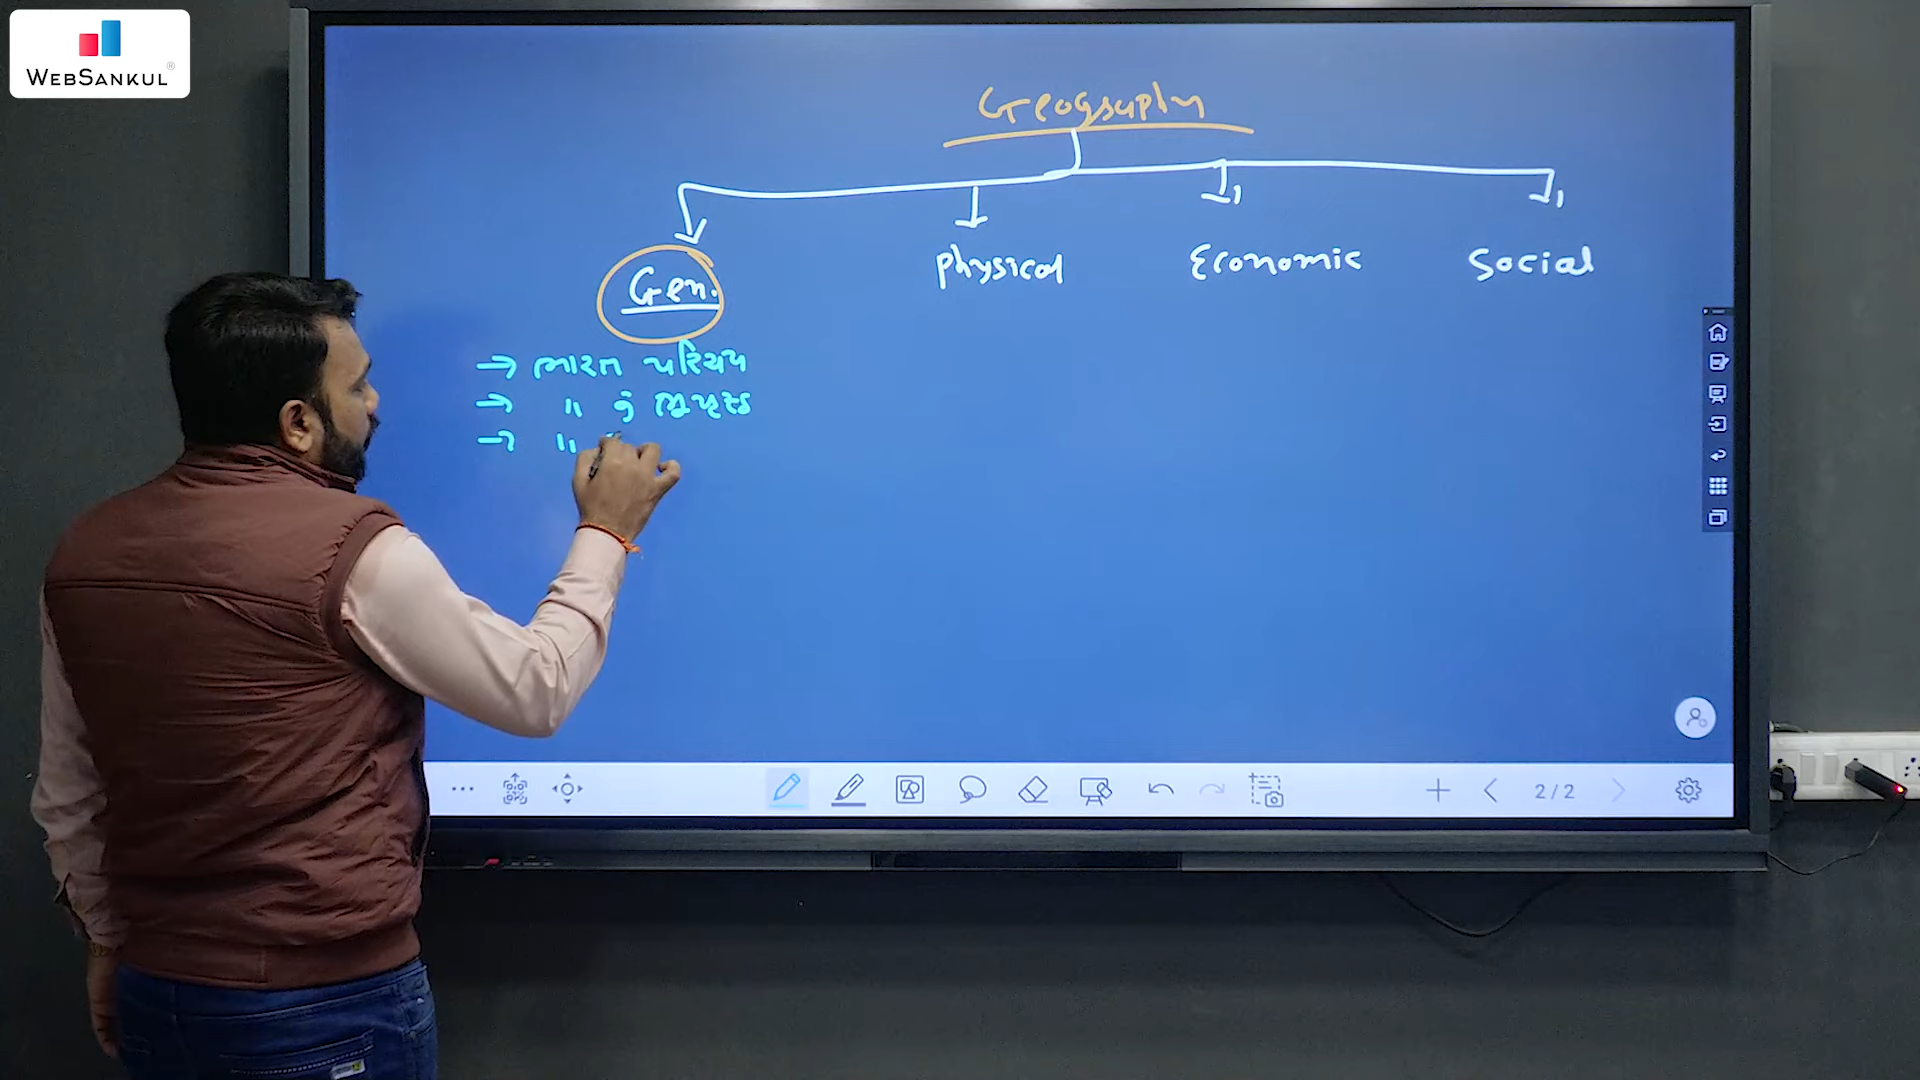 WEBSANKUL®
Geography
Gen. Physical Economic Social
→ ભારત પરિચય
→ " નું ભૂપૃષ્ઠ
→ "
2/2